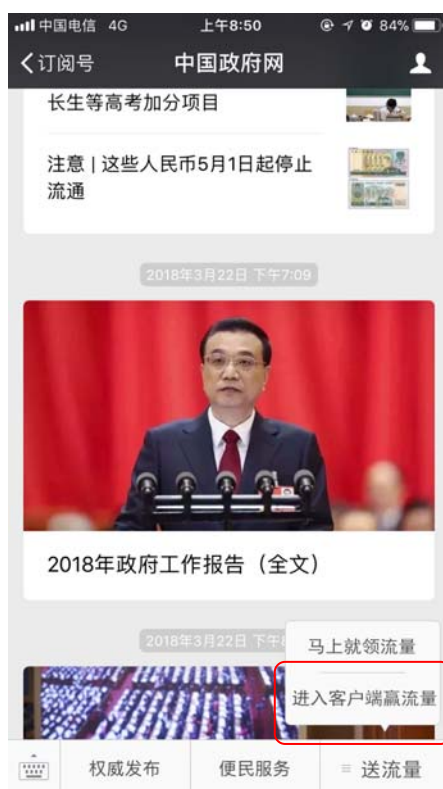 中国电信 4G 上午8:50 84%
订阅号 中国政府网
长生等高考加分项目
注意 | 这些人民币5月1日起停止
流通
2018年3月22日 下午7:09
2018年政府工作报告（全文）
2018年3月22日 下午
马上就领流量
进入客户端赢流量
权威发布 便民服务 送流量